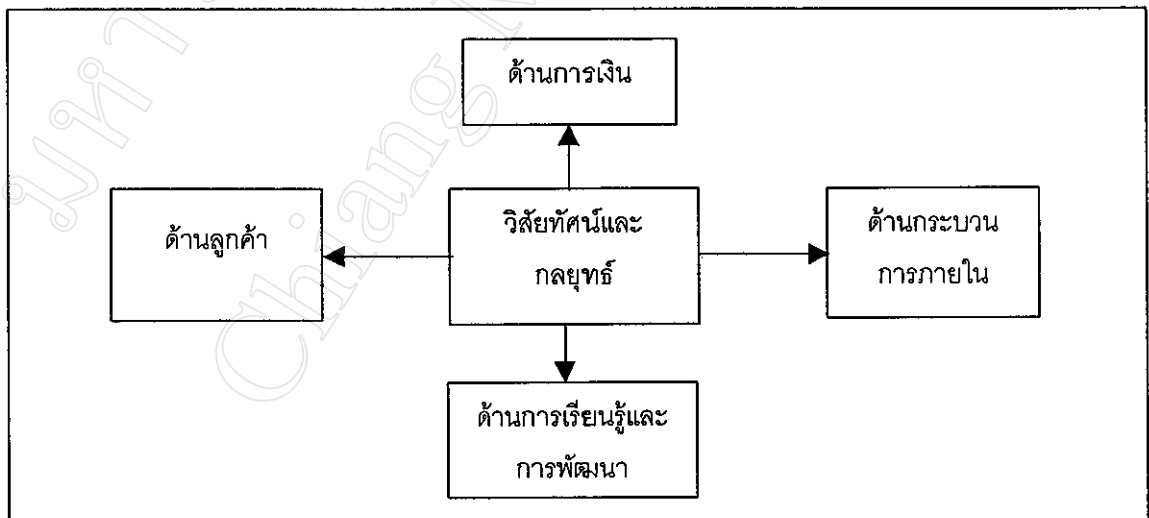 ด้านการเงิน
ด้านลูกค้า
วิสัยทัศน์และ
กลยุทธ์
ด้านกระบวน
การภายใน
ด้านการเรียนรู้และ
การพัฒนา
Chiang